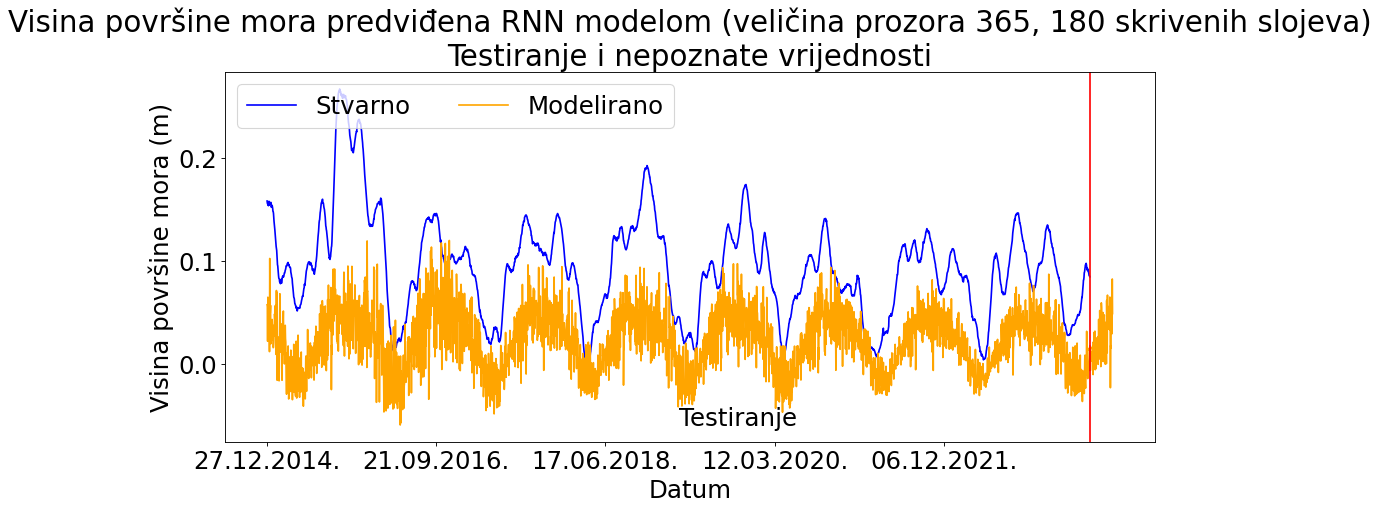 Visina površine mora predviđena RNN modelom (veličina prozora 365, 180 skrivenih slojeva)
Testiranje i nepoznate vrijednosti
Stvarno Modelirano
Visina površine mora (m)
0.2
0.1
0.0
Testiranje
27.12.2014. 21.09.2016. 17.06.2018. 12.03.2020. 06.12.2021.
Datum